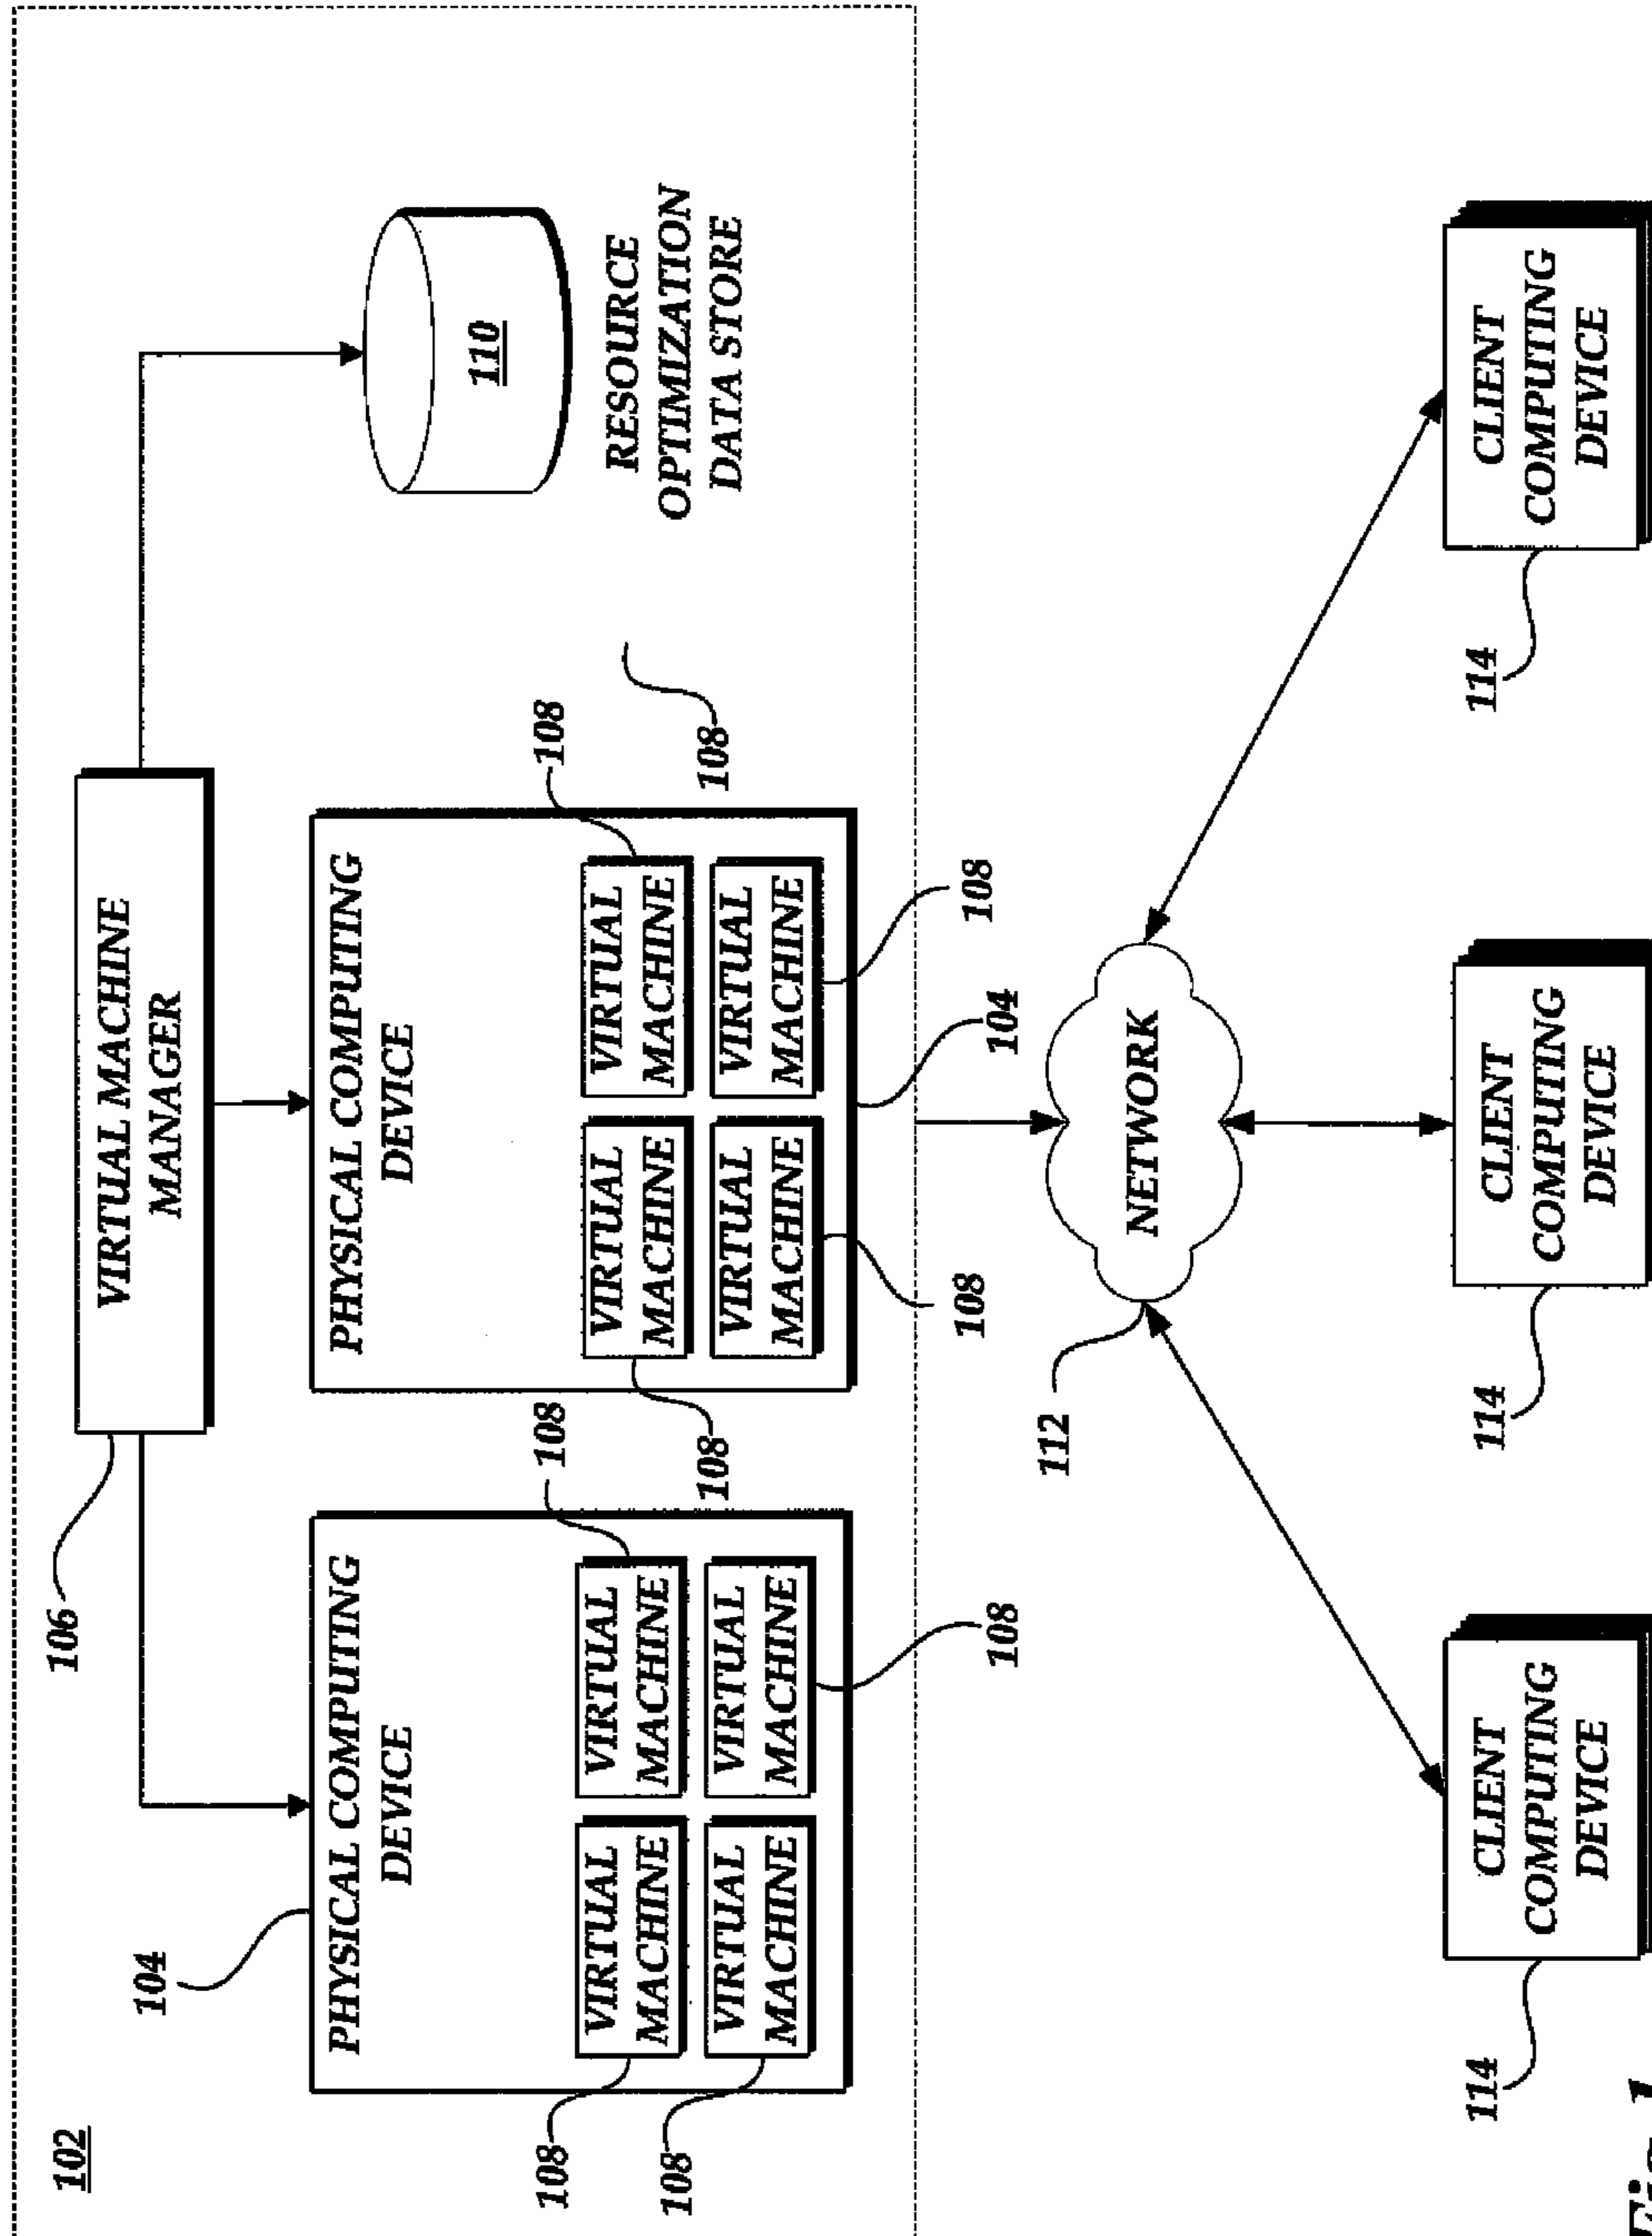 102
106
VIRTUAL MACHINE
MANAGER
104
PHYSICAL COMPUTING
DEVICE
108
108
VIRTUAL
MACHINE
VIRTUAL
MACHINE
108
VIRTUAL
MACHINE
VIRTUAL
MACHINE
108
PHYSICAL COMPUTING
DEVICE
108
VIRTUAL
MACHINE
VIRTUAL
MACHINE
108
108
VIRTUAL
MACHINE
VIRTUAL
MACHINE
108
108
104
110
RESOURCE
OPTIMIZATION
DATA STORE
112
NETWORK
114
CLIENT
COMPUTING
DEVICE
114
CLIENT
COMPUTING
DEVICE
114
CLIENT
COMPUTING
DEVICE
Fig.1